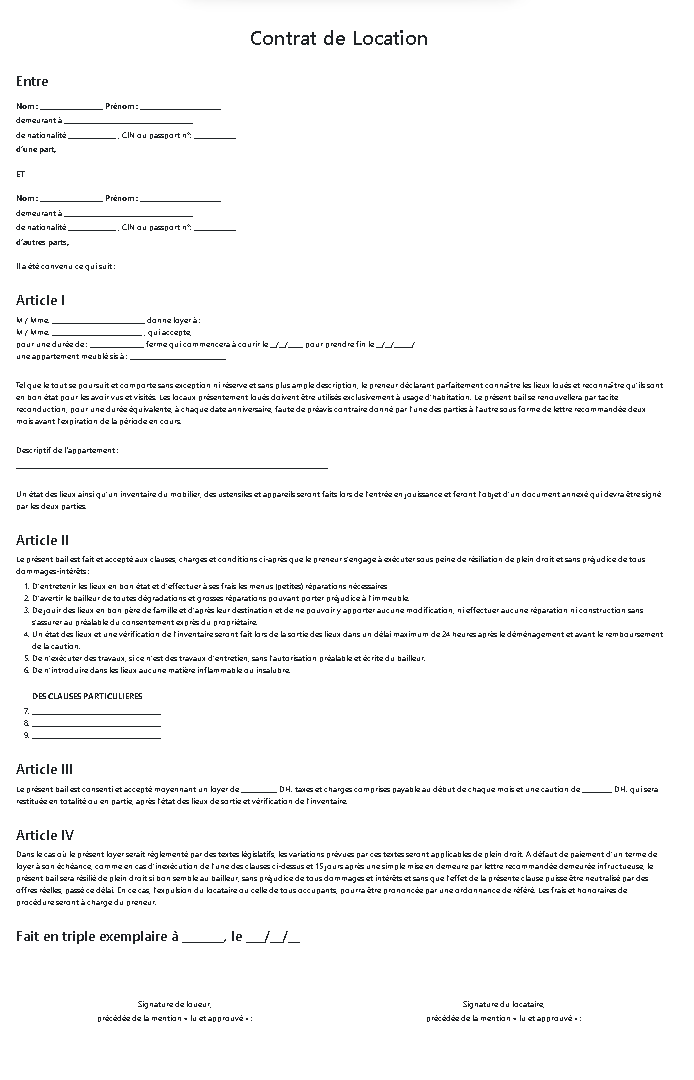 Contrat de Location
Entre
Nom : _______________ Prénom : ___________________
demeurant à _______________________________
de nationalité ___________ , CIN ou passport n°: __________
d'une part,
ET
Nom : _______________ Prénom : ___________________
demeurant à _______________________________
de nationalité ___________ , CIN ou passport n°: __________
d'autres parts,
Il a été convenu ce qui suit :
Article I
M / Mme. ______________________ donne loyer à :
M / Mme. ______________________ , qui accepte,
pour une durée de : _____________ ferme qui commencera à courir le _/_/____ pour prendre fin le _/_/____/
une appartement meublé sis à : _______________________
Tel que le tout se poursuit et comporte sans exception ni réserve et sans plus ample description, le preneur déclarant parfaitement connaître les lieux loués et reconnaître qu'ils sont
en bon état pour les avoir vus et visités. Les locaux présentement loués doivent être utilisés exclusivement à usage d'habitation. Le présent bail se renouvellera par tacite
reconduction, pour une durée équivalente, à chaque date anniversaire, faute de préavis contraire donné par l'une des parties à l'autre sous forme de lettre recommandée deux
mois avant l'expiration de la période en cours.
Descriptif de l'appartement :
___________________________________________________________________________
Un état des lieux ainsi qu'un inventaire du mobilier, des ustensiles et appareils seront faits lors de l'entrée en jouissance et feront l'objet d'un document annexé qui devra être signé
par les deux parties.
Article II
Le présent bail est fait et accepté aux clauses, charges et conditions ci-après que le preneur s'engage à exécuter sous peine de résiliation de plein droit et sans préjudice de tous
dommages-intérêts :
1. D'entretenir les lieux en bon état et d'effectuer à ses frais les menus (petites) réparations nécessaires
2. D'avertir le bailleur de toutes dégradations et grosses réparations pouvant porter préjudice à l'immeuble.
3. De jouir des lieux en bon père de famille et d'après leur destination et de ne pouvoir y apporter aucune modification, ni effectuer aucune réparation ni construction sans
s'assurer au préalable du consentement exprès du propriétaire.
4. Un état des lieux et une vérification de l'inventaire seront fait lors de la sortie des lieux dans un délai maximum de 24 heures après le déménagement et avant le remboursement
de la caution.
5. De n'exécuter des travaux, si ce n'est des travaux d'entretien, sans l'autorisation préalable et écrite du bailleur.
6. De n'introduire dans les lieux aucune matière inflammable ou insalubre.
DES CLAUSES PARTICULIERES
7. _______________________________
8. _______________________________
9. _______________________________
Article III
Le présent bail est consenti et accepté moyennant un loyer de _________ DH. taxes et charges comprises payable au début de chaque mois et une caution de _______ DH. qui sera
restituée en totalité ou en partie, après l'état des lieux de sortie et vérification de l'inventaire.
Article IV
Dans le cas où le présent loyer serait réglementé par des textes législatifs, les variations prévues par ces textes seront applicables de plein droit. A défaut de paiement d'un terme de
loyer à son échéance, comme en cas d'inexécution de l'une des clauses ci-dessus et 15 jours après une simple mise en demeure par lettre recommandée demeurée infructueuse, le
présent bail sera résilié de plein droit si bon semble au bailleur, sans préjudice de tous dommages et intérêts et sans que l'effet de la présente clause puisse être neutralisé par des
offres réelles, passé ce délai. En ce cas, l'expulsion du locataire ou celle de tous occupants, pourra être prononcée par une ordonnance de référé. Les frais et honoraires de
procédure seront à charge du preneur.
Fait en triple exemplaire à ______, le ___/__/__
Signature de loueur, Signature du locataire,
précédée de la mention « lu et approuvé » : précédée de la mention « lu et approuvé » :